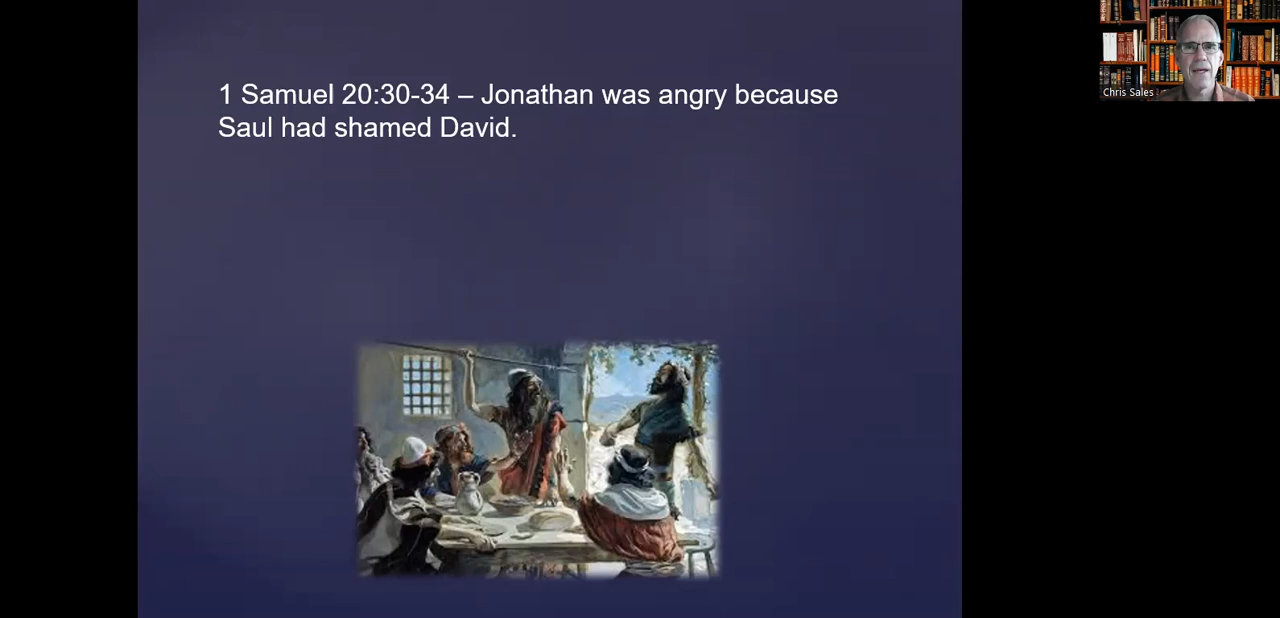 1 Samuel 20:30-34 – Jonathan was angry because
Saul had shamed David.
Chris Sales